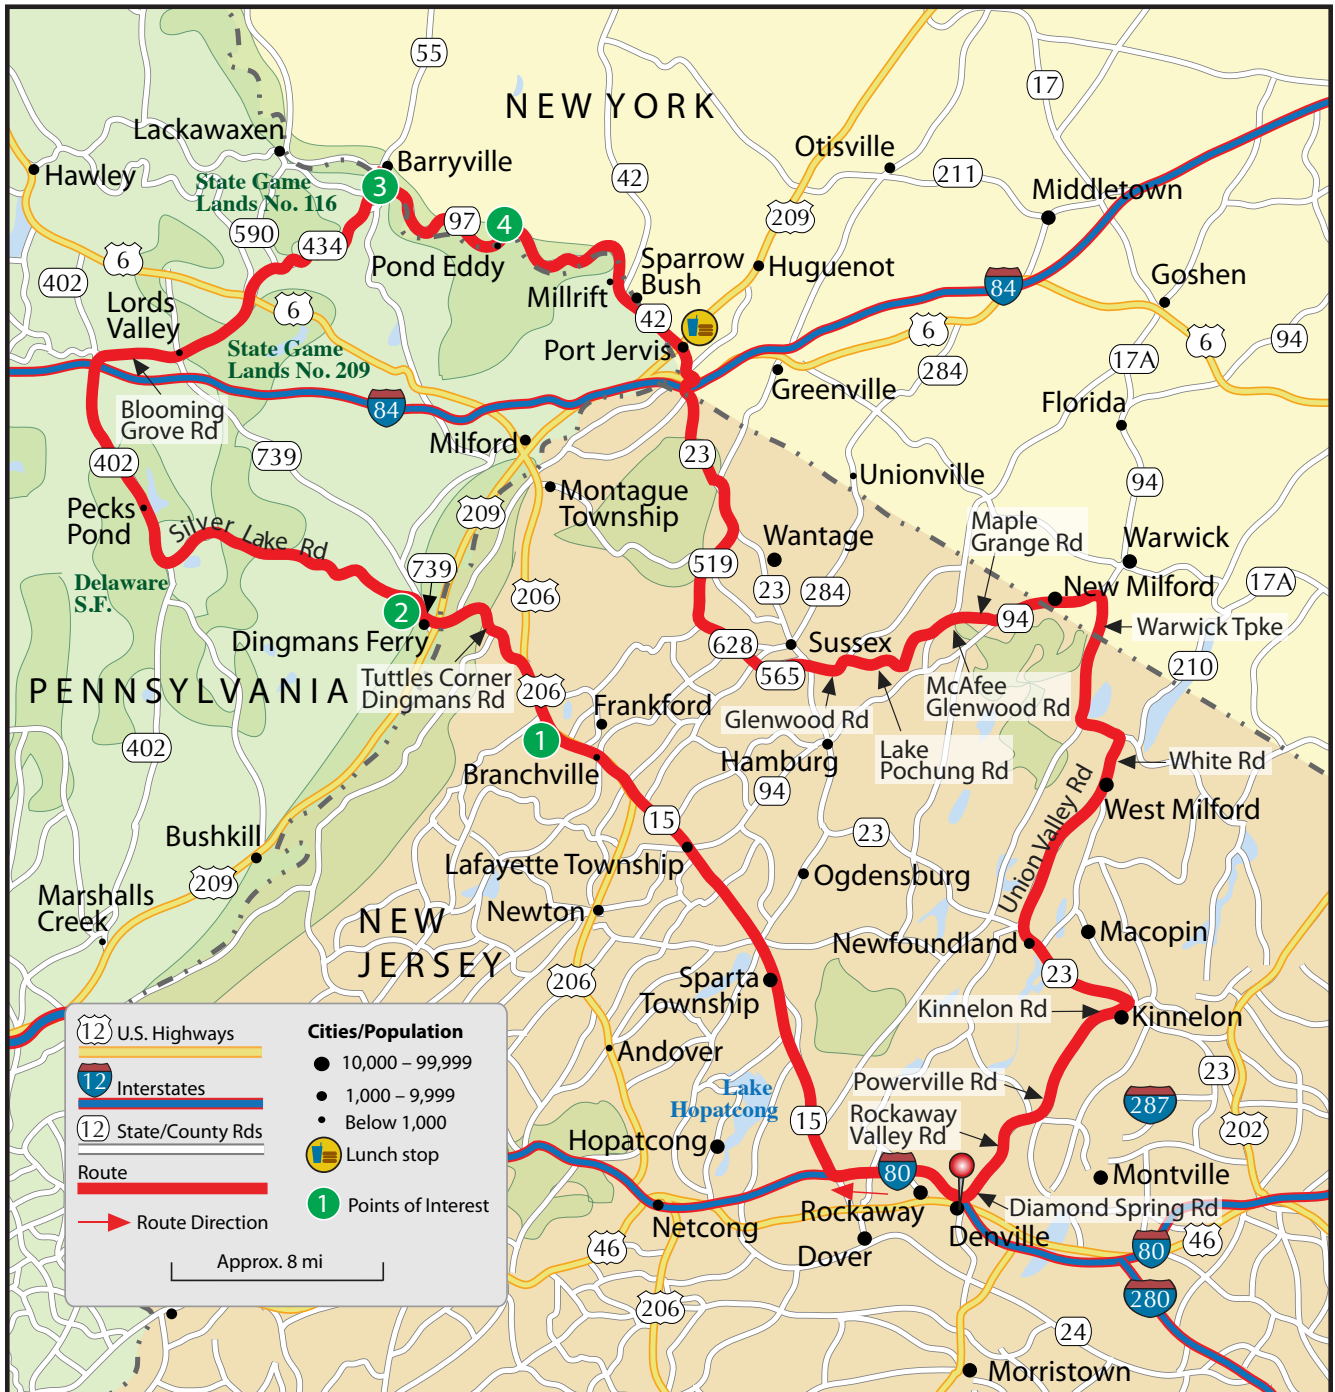 55
17
NEW YORK
Lackawaxen
Barryville
Otisville
Hawley
42
211
Middletown
State Game
Lands No. 116
3
209
590
434
97
4
6
Pond Eddy
Sparrow
Bush
Huguenot
Goshen
402
Millrift
84
Lords
Valley
6
42
6
6
State Game
Lands No. 209
Port Jervis
94
17A
284
Greenville
84
Blooming
Grove Rd
Florida
Milford
23
402
739
Unionville
94
Pecks
Pond
209
Montague
Township
Maple
Grange Rd
Silver Lake Rd
Wantage
Warwick
519
739
Delaware
S.F.
206
23
284
New Milford
17A
2
94
Warwick Tpke
Dingmans Ferry
628
Sussex
210
PENNSYLVANIA
Tuttles Corner
Dingmans Rd
565
206
McAfee
Glenwood Rd
Frankford
Glenwood Rd
402
1
Hamburg
Lake
Pochung Rd
White Rd
Branchville
94
Union Valley Rd
West Milford
15
23
Bushkill
Lafayette Township
Ogdensburg
209
Marshalls
Creek
Newton
NEW
JERSEY
Newfoundland
Macopin
206
Sparta
Township
23
Kinnelon Rd
Kinnelon
12 U.S. Highways
Cities/Population
Andover
10,000 – 99,999
12 Interstates
1,000 – 9,999
Lake
Hopatcong
Powerville Rd
23
287
12 State/County Rds
Below 1,000
15
Rockaway
Valley Rd
202
Lunch stop
Hopatcong
Route
80
Montville
1 Points of Interest
Route Direction
Rockaway
Diamond Spring Rd
Netcong
Denville
46
Dover
80
46
Approx. 8 mi
206
280
24
Morristown